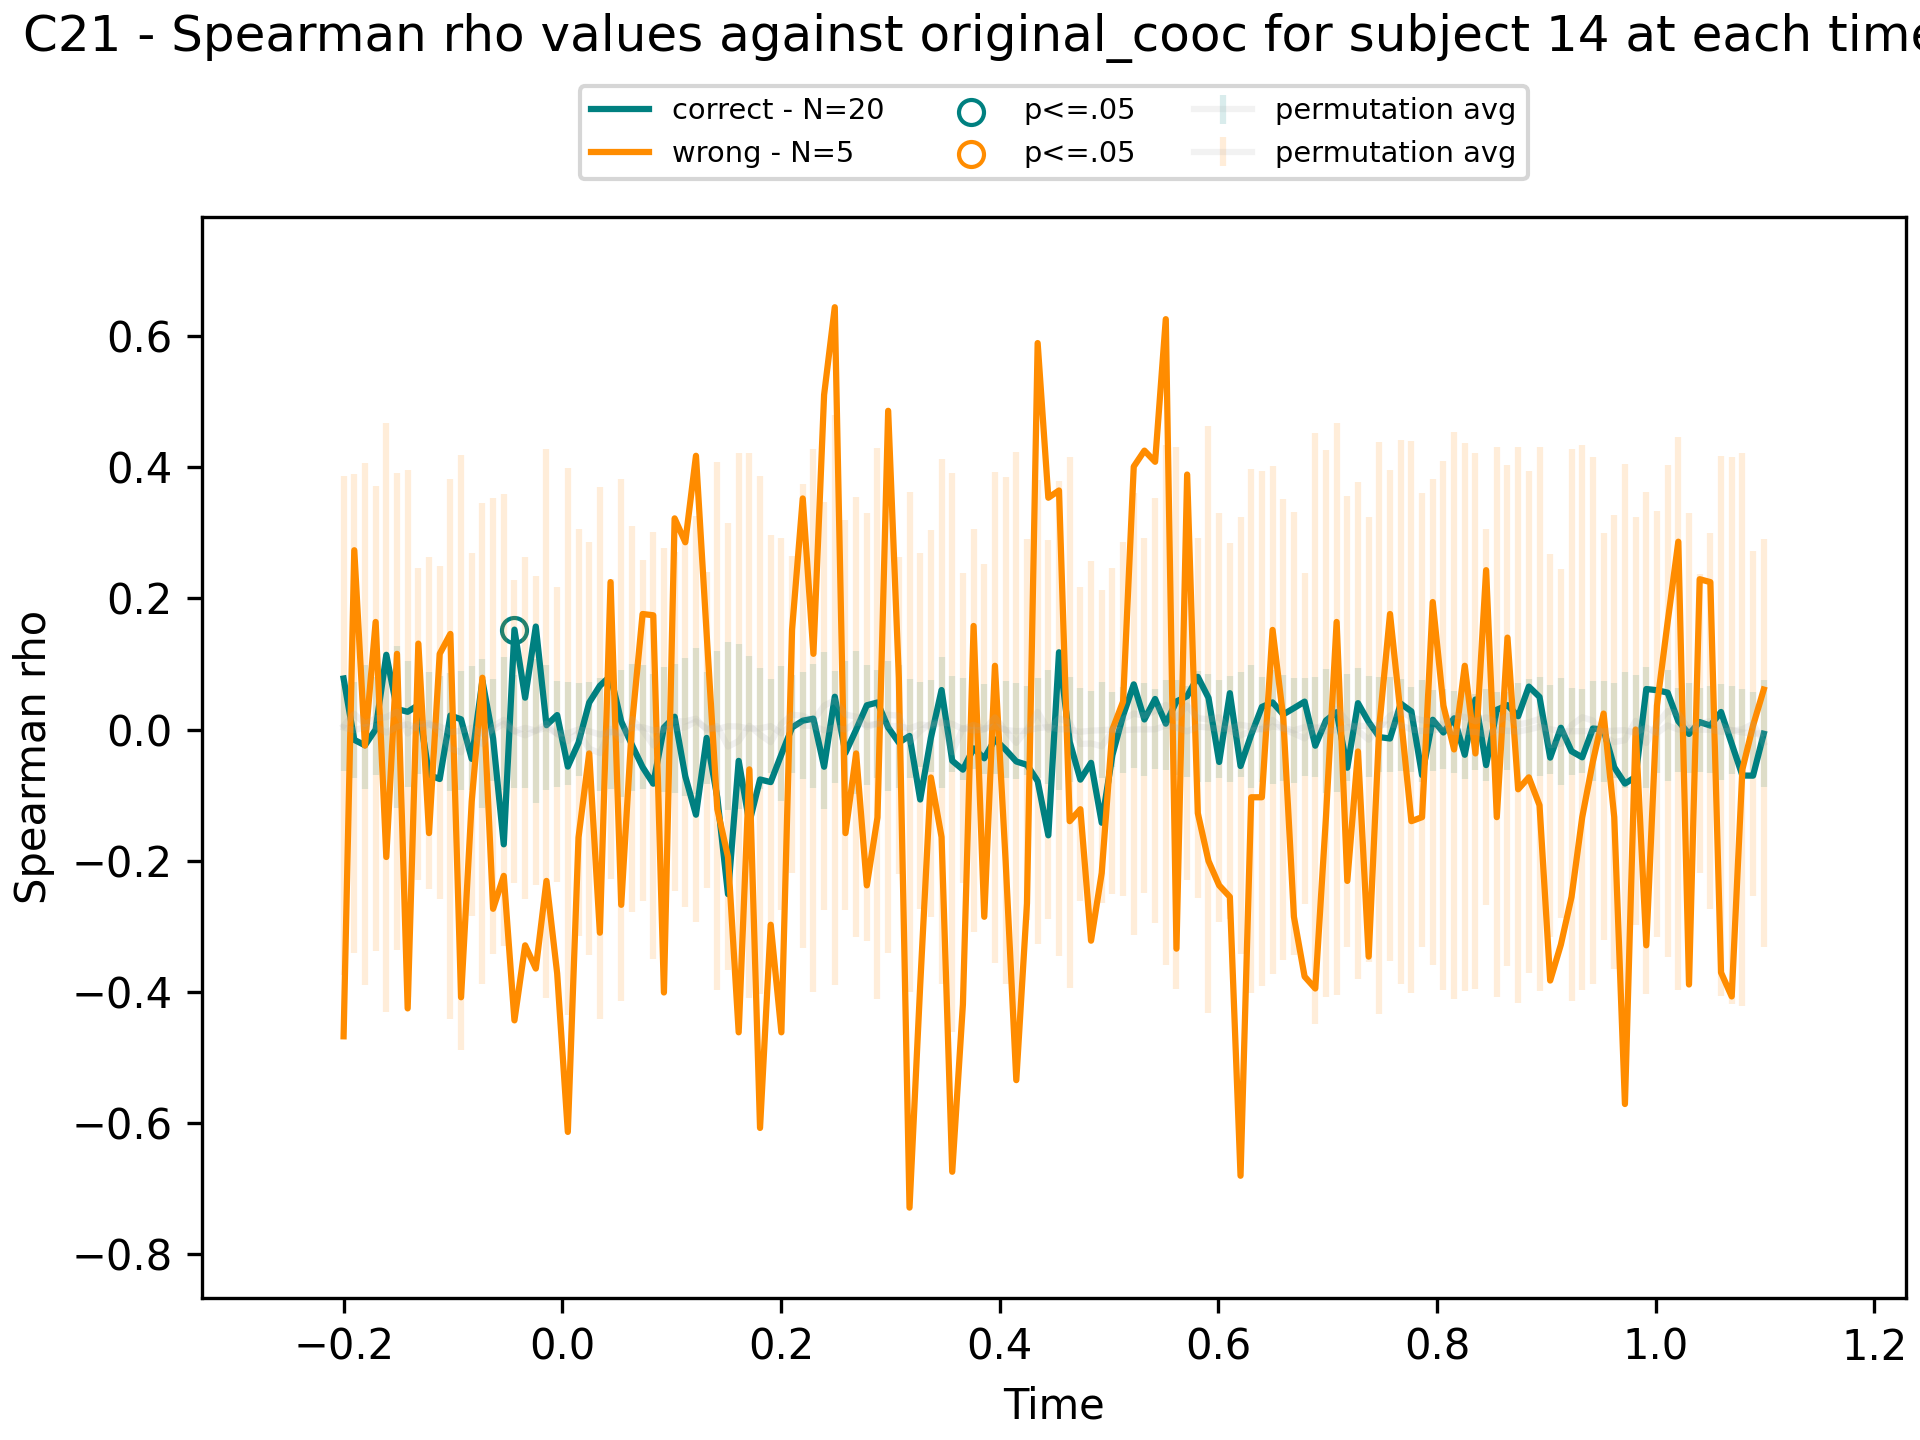 C21 - Spearman rho values against original_cooc for subject 14 at each time
correct - N=20 p<=.05 permutation avg
wrong - N=5 p<=.05 permutation avg
Spearman rho
0.6
0.4
0.2
0.0
−0.2
−0.4
−0.6
−0.8
−0.2 0.0 0.2 0.4 0.6 0.8 1.0 1.2
Time